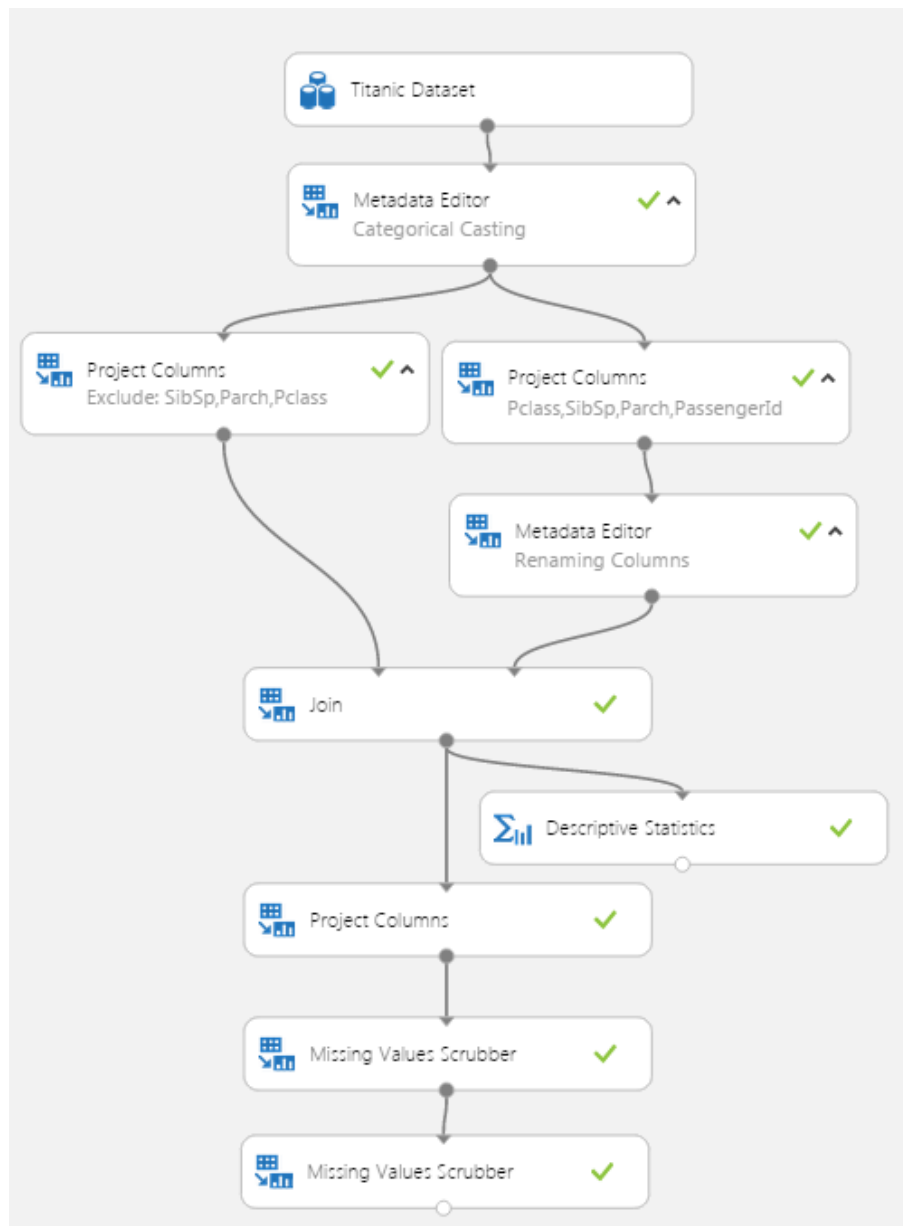 Titanic Dataset
Metadata Editor
Categorical Casting
Project Columns
Exclude: SibSp,Parch,Pclass
Project Columns
Pclass,SibSp,Parch,PassengerId
Metadata Editor
Renaming Columns
Join
Descriptive Statistics
Project Columns
Missing Values Scrubber
Missing Values Scrubber